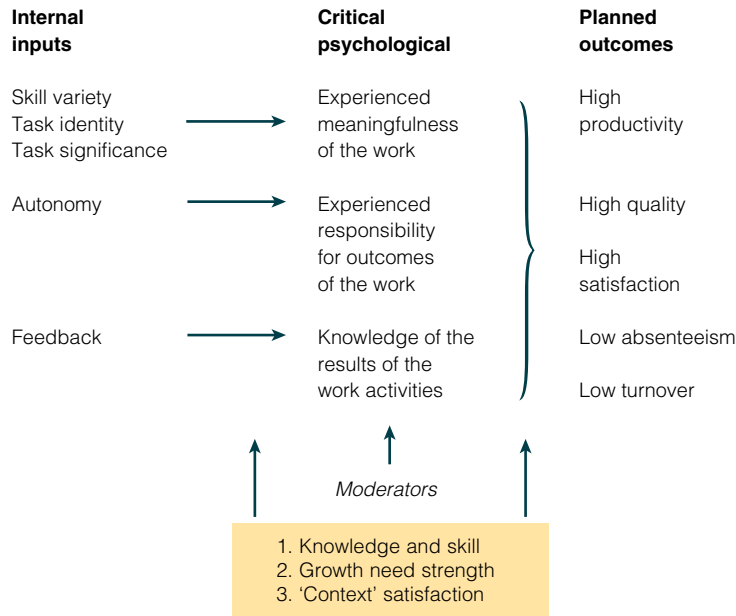 Internal
inputs
Critical
psychological
Planned
outcomes
Skill variety
Task identity
Task significance
Experienced
meaningfulness
of the work
High
productivity
Autonomy
Experienced
responsibility
for outcomes
of the work
High quality
High
satisfaction
Feedback
Knowledge of the
results of the
work activities
Low absenteeism
Low turnover
Moderators
1. Knowledge and skill
2. Growth need strength
3. ‘Context’ satisfaction